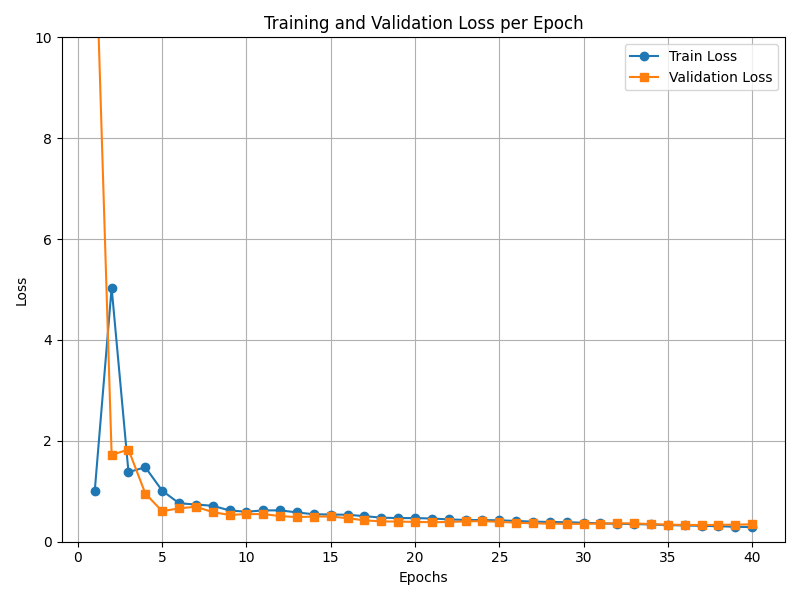 Training and Validation Loss per Epoch
Train Loss
Validation Loss
Loss
10
8
6
4
2
0
0 5 10 15 20 25 30 35 40
Epochs